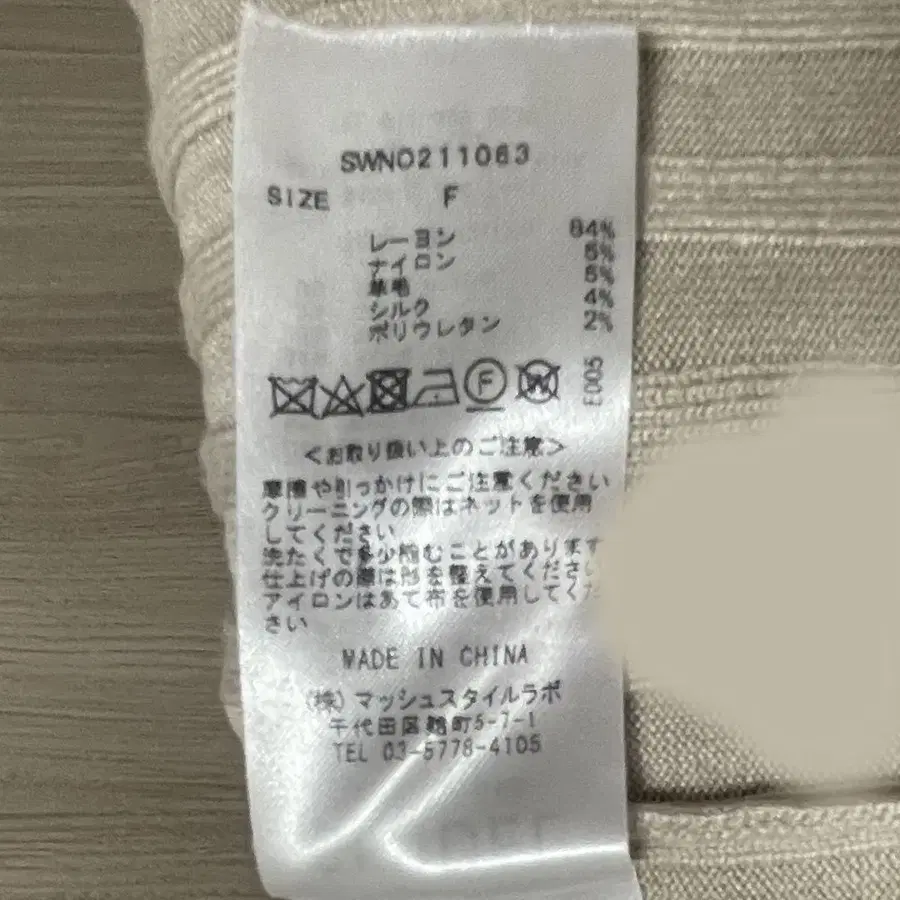 SWNO211063
SIZE F
レーヨン 84%
ナイロン 5%
羊毛 5%
シルク 4%
ポリウレタン 2%
F W E005
<お取り扱い上のご注意>
摩擦や引っかけにご注意ください
クリーニングの際はネットを使用
してください
洗たくで多少縮むことがあります
仕上げの際は形を整えてください
アイロンはあて布を使用してくだ
さい
MADE IN CHINA
(株)マッシュスタイルラボ
千代田区麹町5-7-1
TEL 03-5778-4105